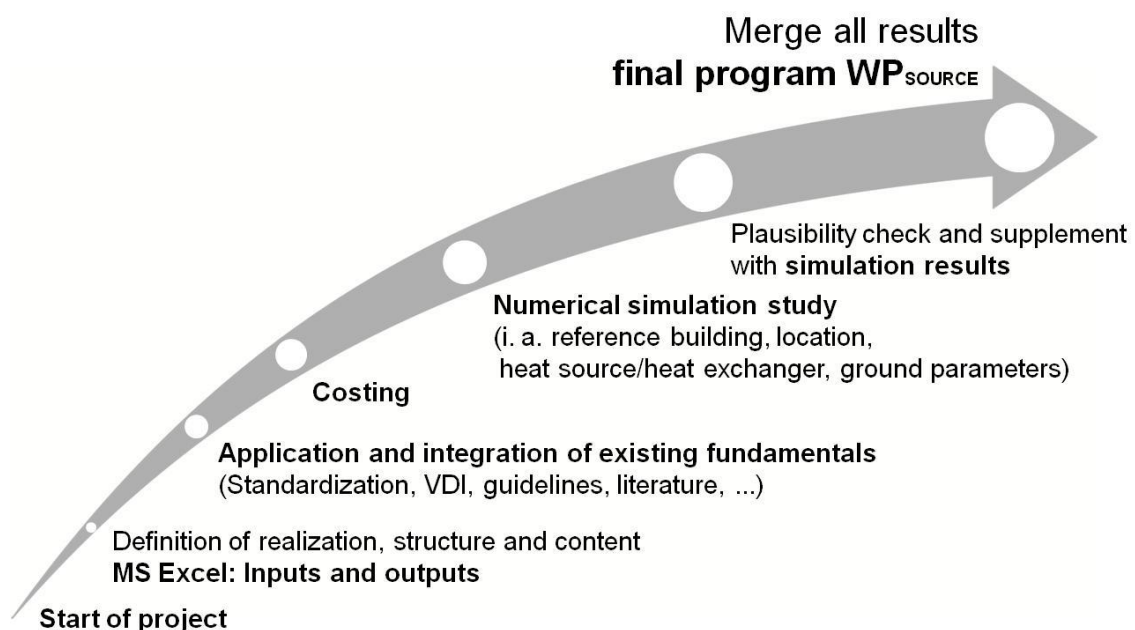 Merge all results
final program WPSOURCE
Plausibility check and supplement
with simulation results
Numerical simulation study
(i. a. reference building, location,
heat source/heat exchanger, ground parameters)
Costing
Application and integration of existing fundamentals
(Standardization, VDI, guidelines, literature, ...)
Definition of realization, structure and content
MS Excel: Inputs and outputs
Start of project